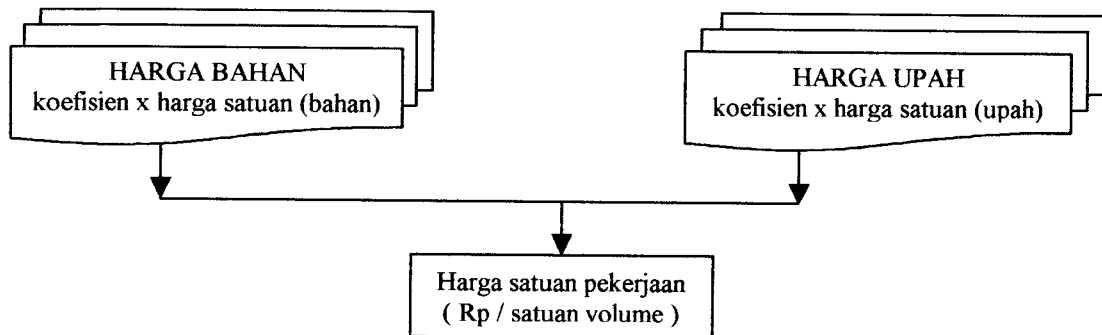 HARGA BAHAN
koefisien x harga satuan (bahan)
HARGA UPAH
koefisien x harga satuan (upah)
Harga satuan pekerjaan
( Rp / satuan volume )